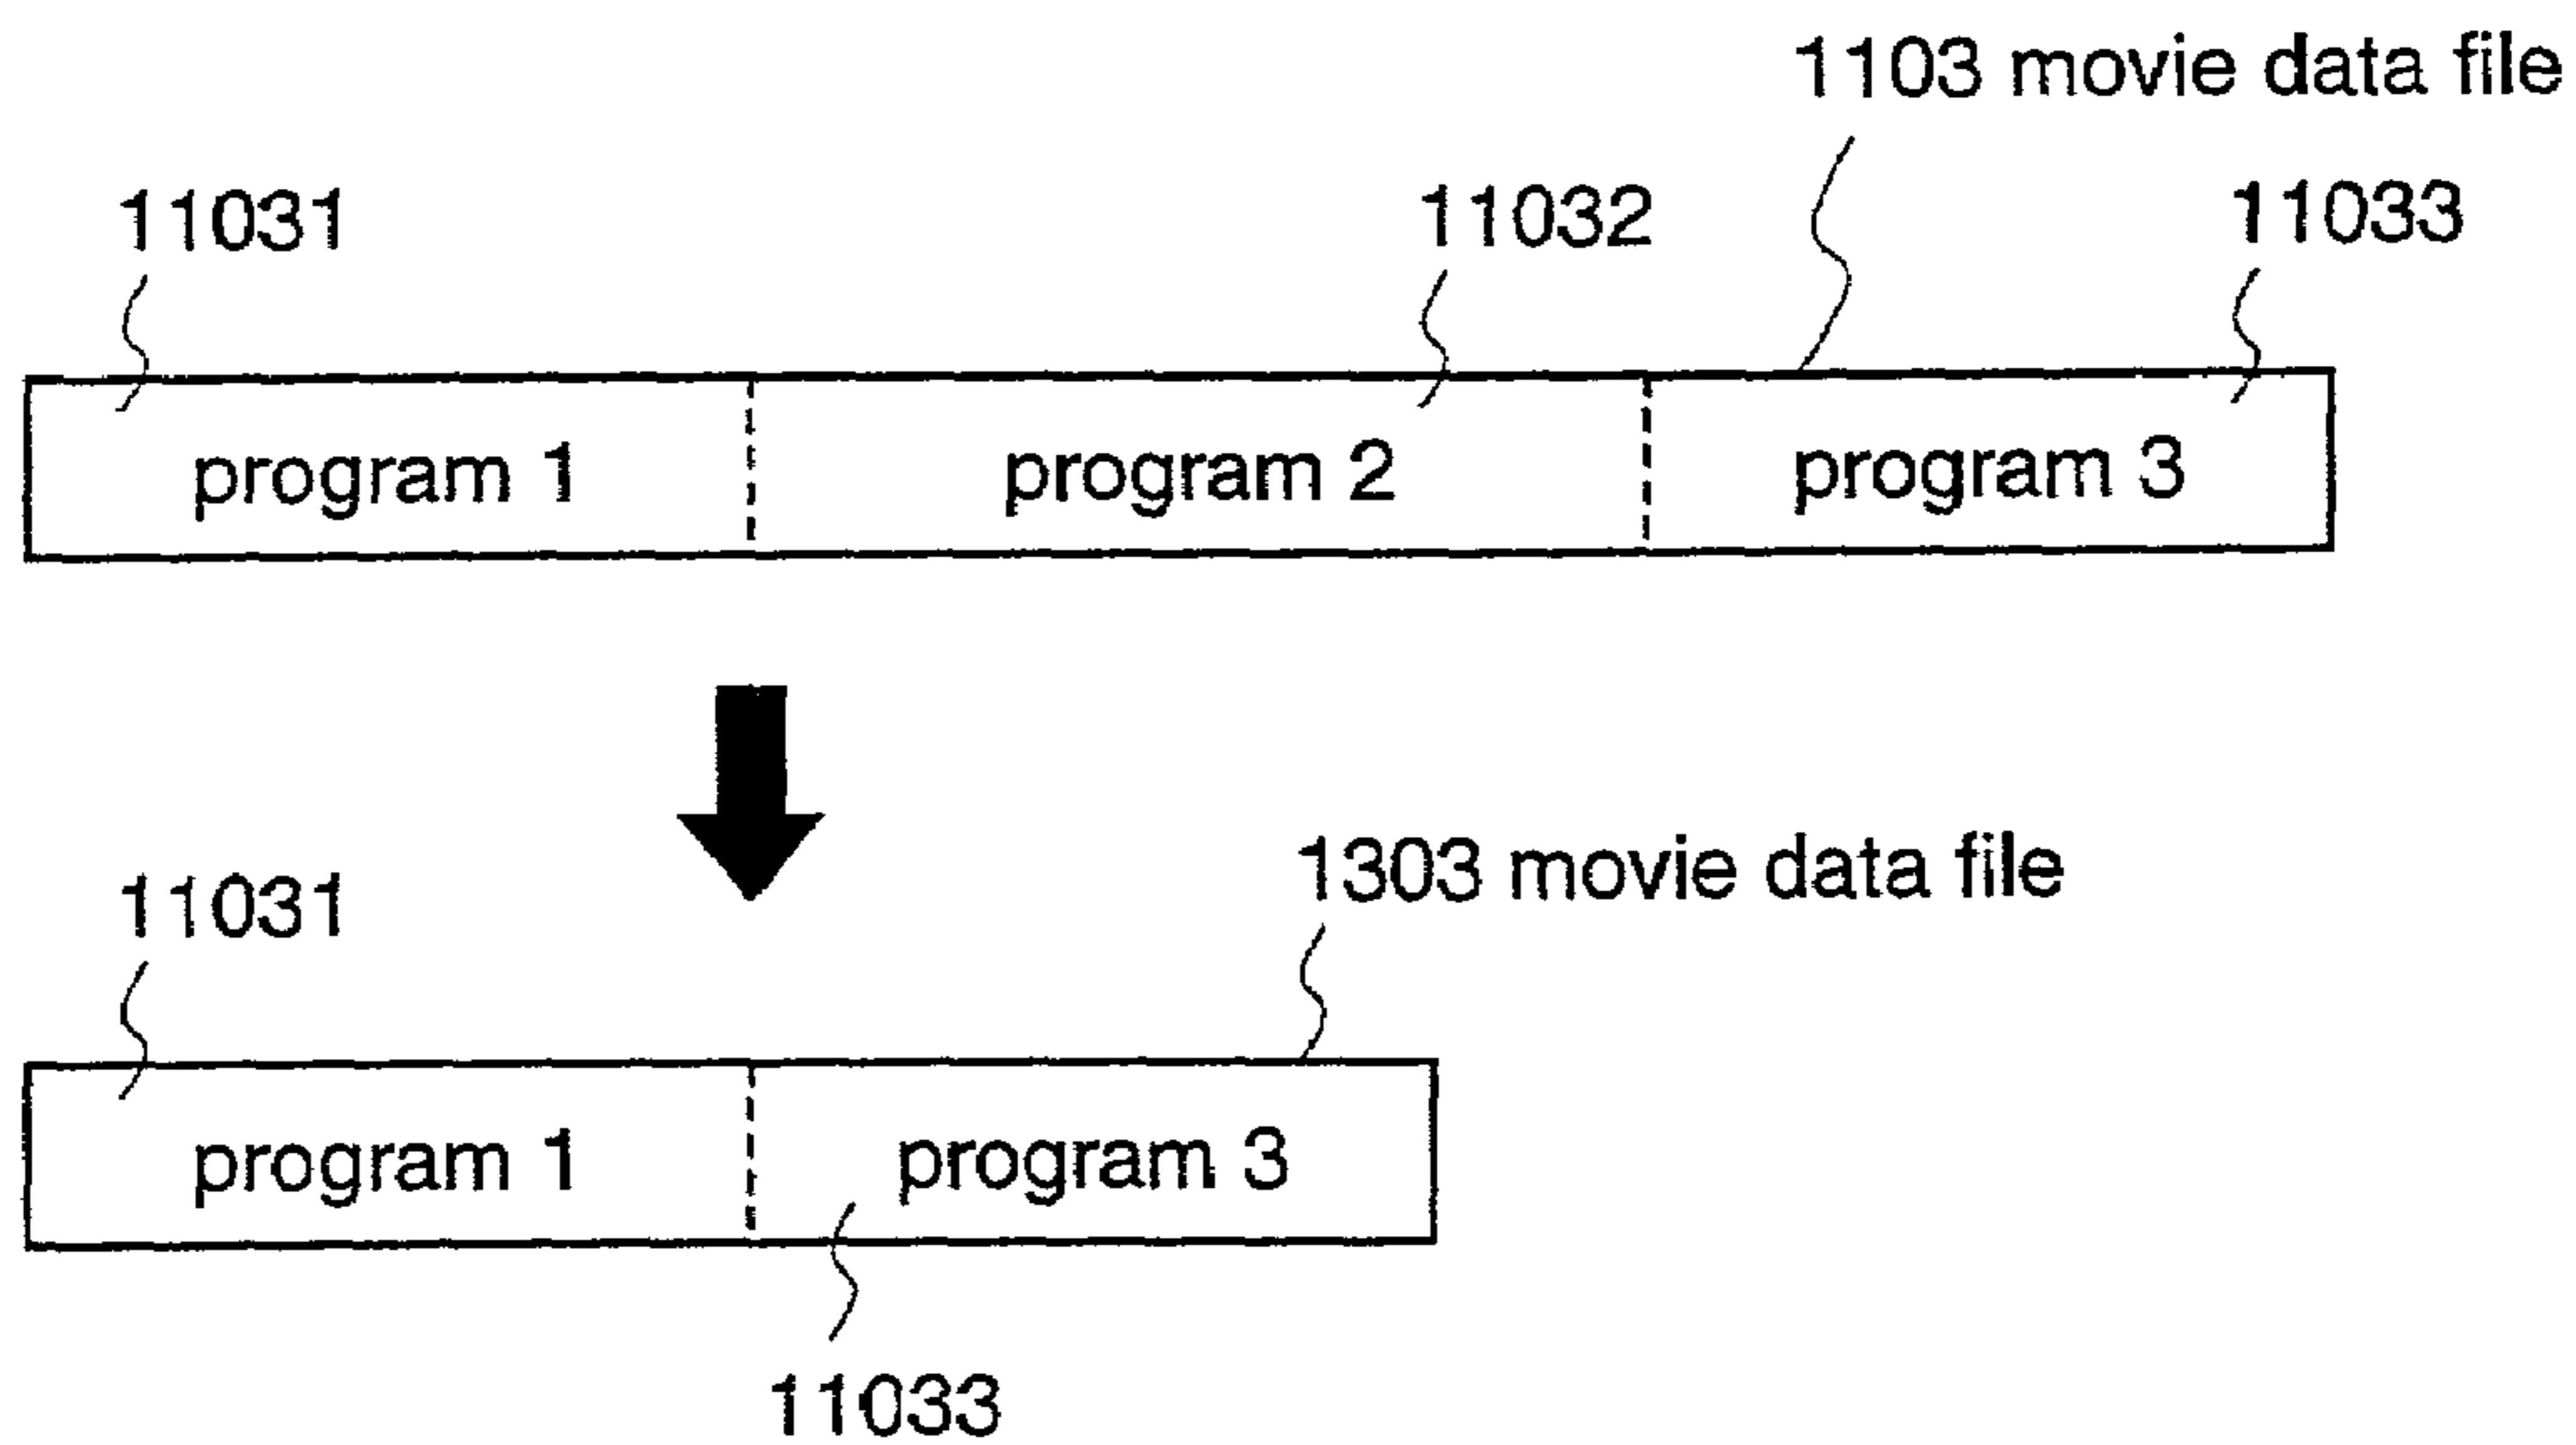 1103 movie data file
11031
11032
11033
program 1
program 2
program 3
1303 movie data file
11031
program 1
program 3
11033